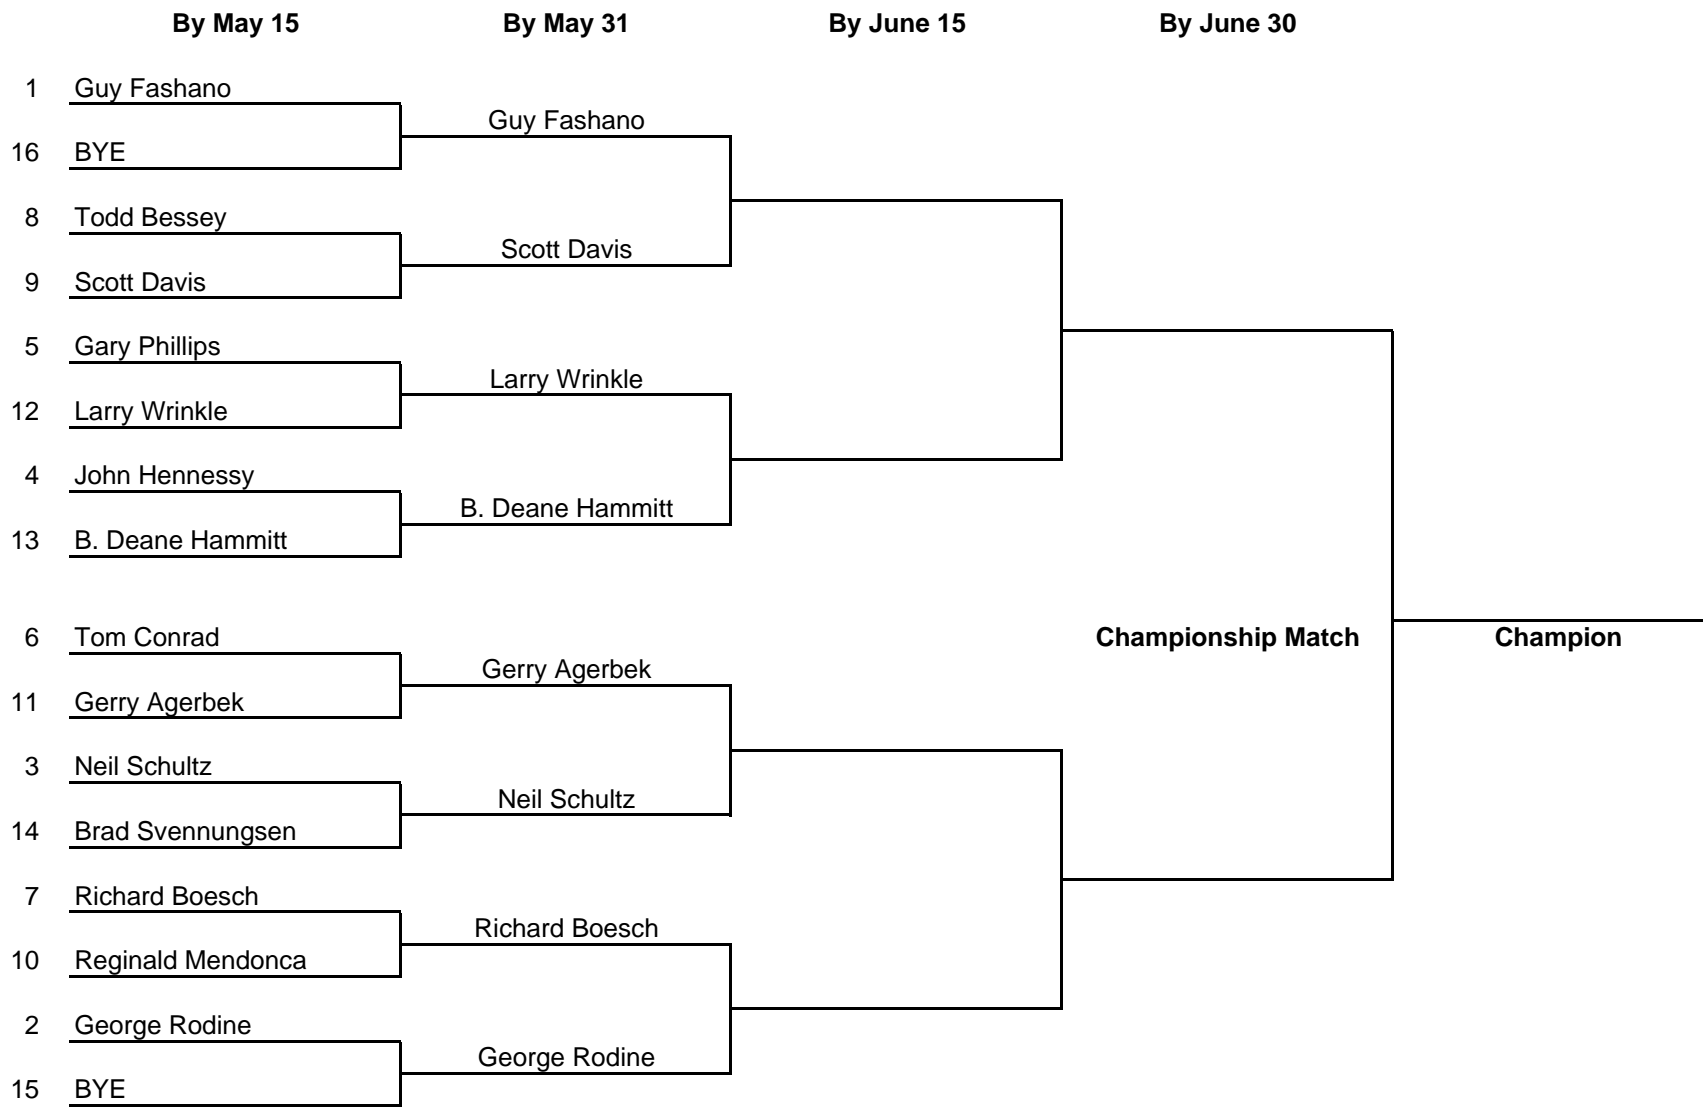 By May 15 By May 31 By June 15 By June 30
1 Guy Fashano
Guy Fashano
16 BYE
8 Todd Bessey
Scott Davis
9 Scott Davis
5 Gary Phillips
Larry Wrinkle
12 Larry Wrinkle
4 John Hennessy
B. Deane Hammitt
13 B. Deane Hammitt
6 Tom Conrad Championship Match Champion
Gerry Agerbek
11 Gerry Agerbek
3 Neil Schultz
Neil Schultz
14 Brad Svennungsen
7 Richard Boesch
Richard Boesch
10 Reginald Mendonca
2 George Rodine
George Rodine
15 BYE